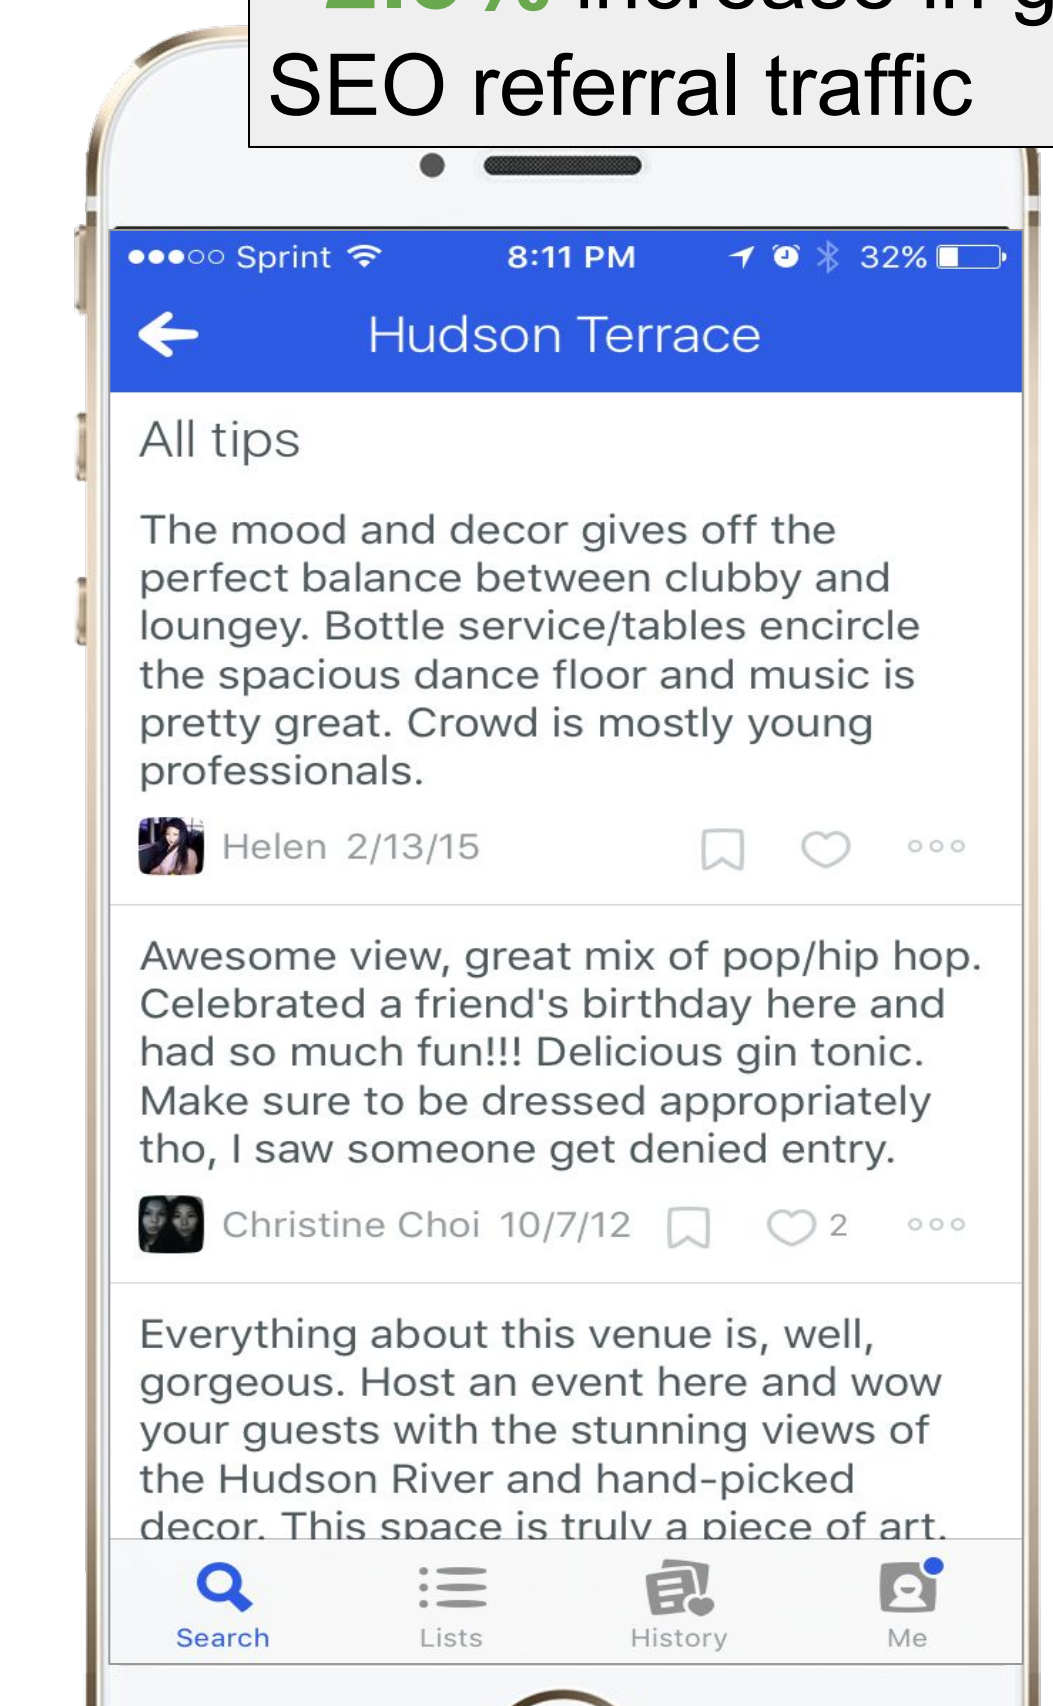 increase in
SEO referral traffic
Sprint 8:11 PM 32%
Hudson Terrace
All tips
The mood and decor gives off the
perfect balance between clubby and
loungey. Bottle service/tables encircle
the spacious dance floor and music is
pretty great. Crowd is mostly young
professionals.
Helen 2/13/15
Awesome view, great mix of pop/hip hop.
Celebrated a friend's birthday here and
had so much fun!!! Delicious gin tonic.
Make sure to be dressed appropriately
tho, I saw someone get denied entry.
Christine Choi 10/7/12 2
Everything about this venue is, well,
gorgeous. Host an event here and wow
your guests with the stunning views of
the Hudson River and hand-picked
decor. This space is truly a piece of art.
Search Lists History Me